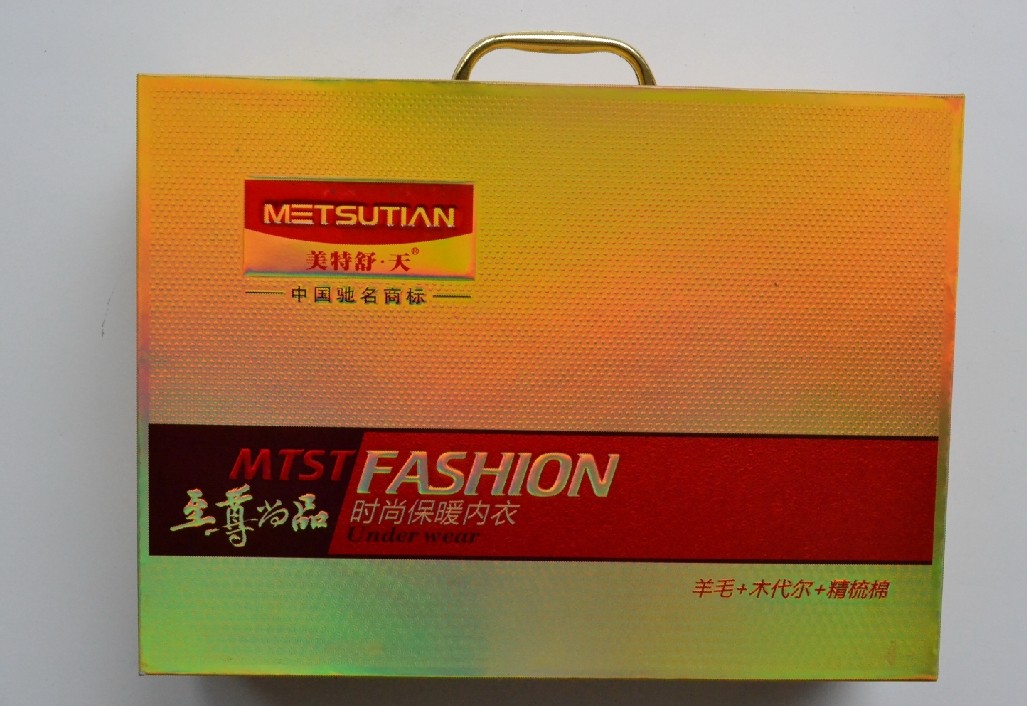 METSUTIAN
美特舒·天®
中国驰名商标
MTST FASHION
至尊尚品
时尚保暖内衣
Under wear
羊毛+木代尔+精梳棉